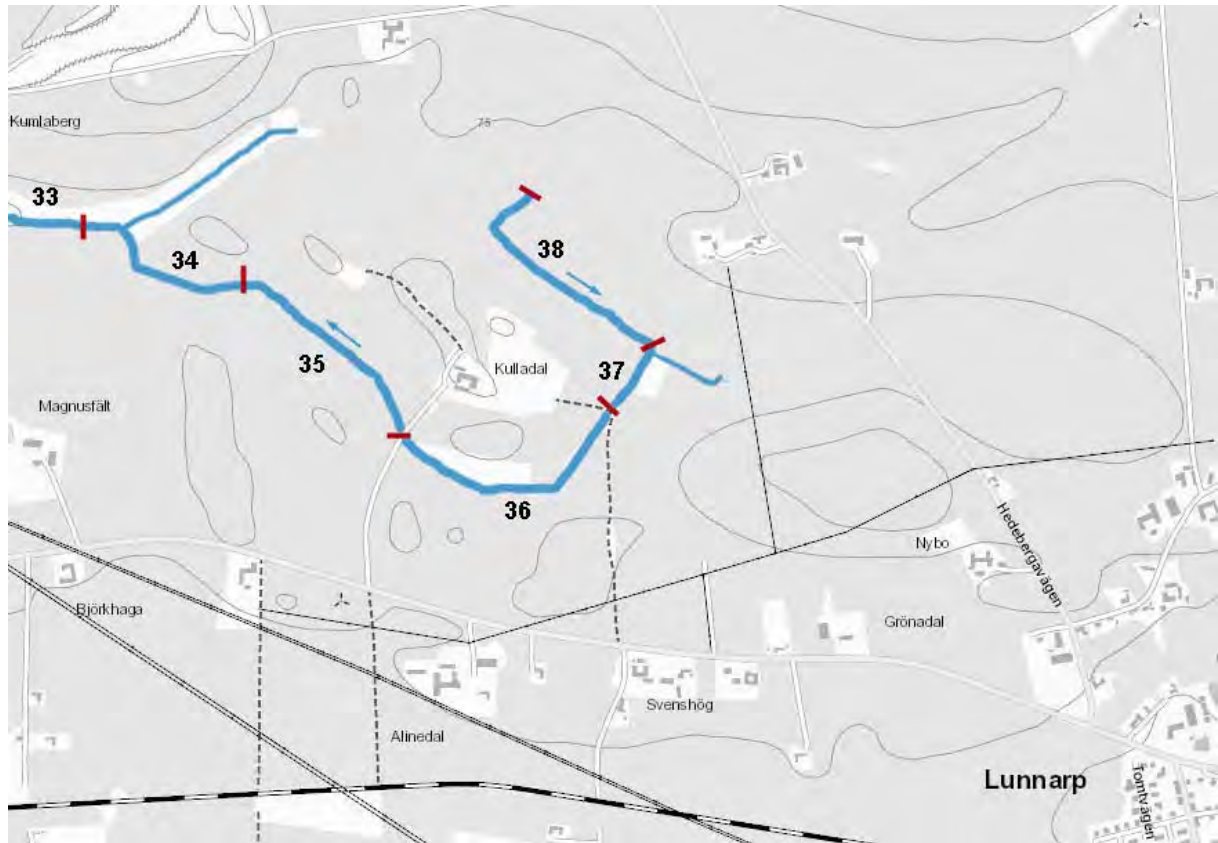 Kumlaberg
75
33
34
38
35
Kulladal
37
Magnusfält
36
Hedebergavägen
Nybo
Björkhaga
Grönadal
Svenshög
Alinedal
Lunnarp
Tomtvägen